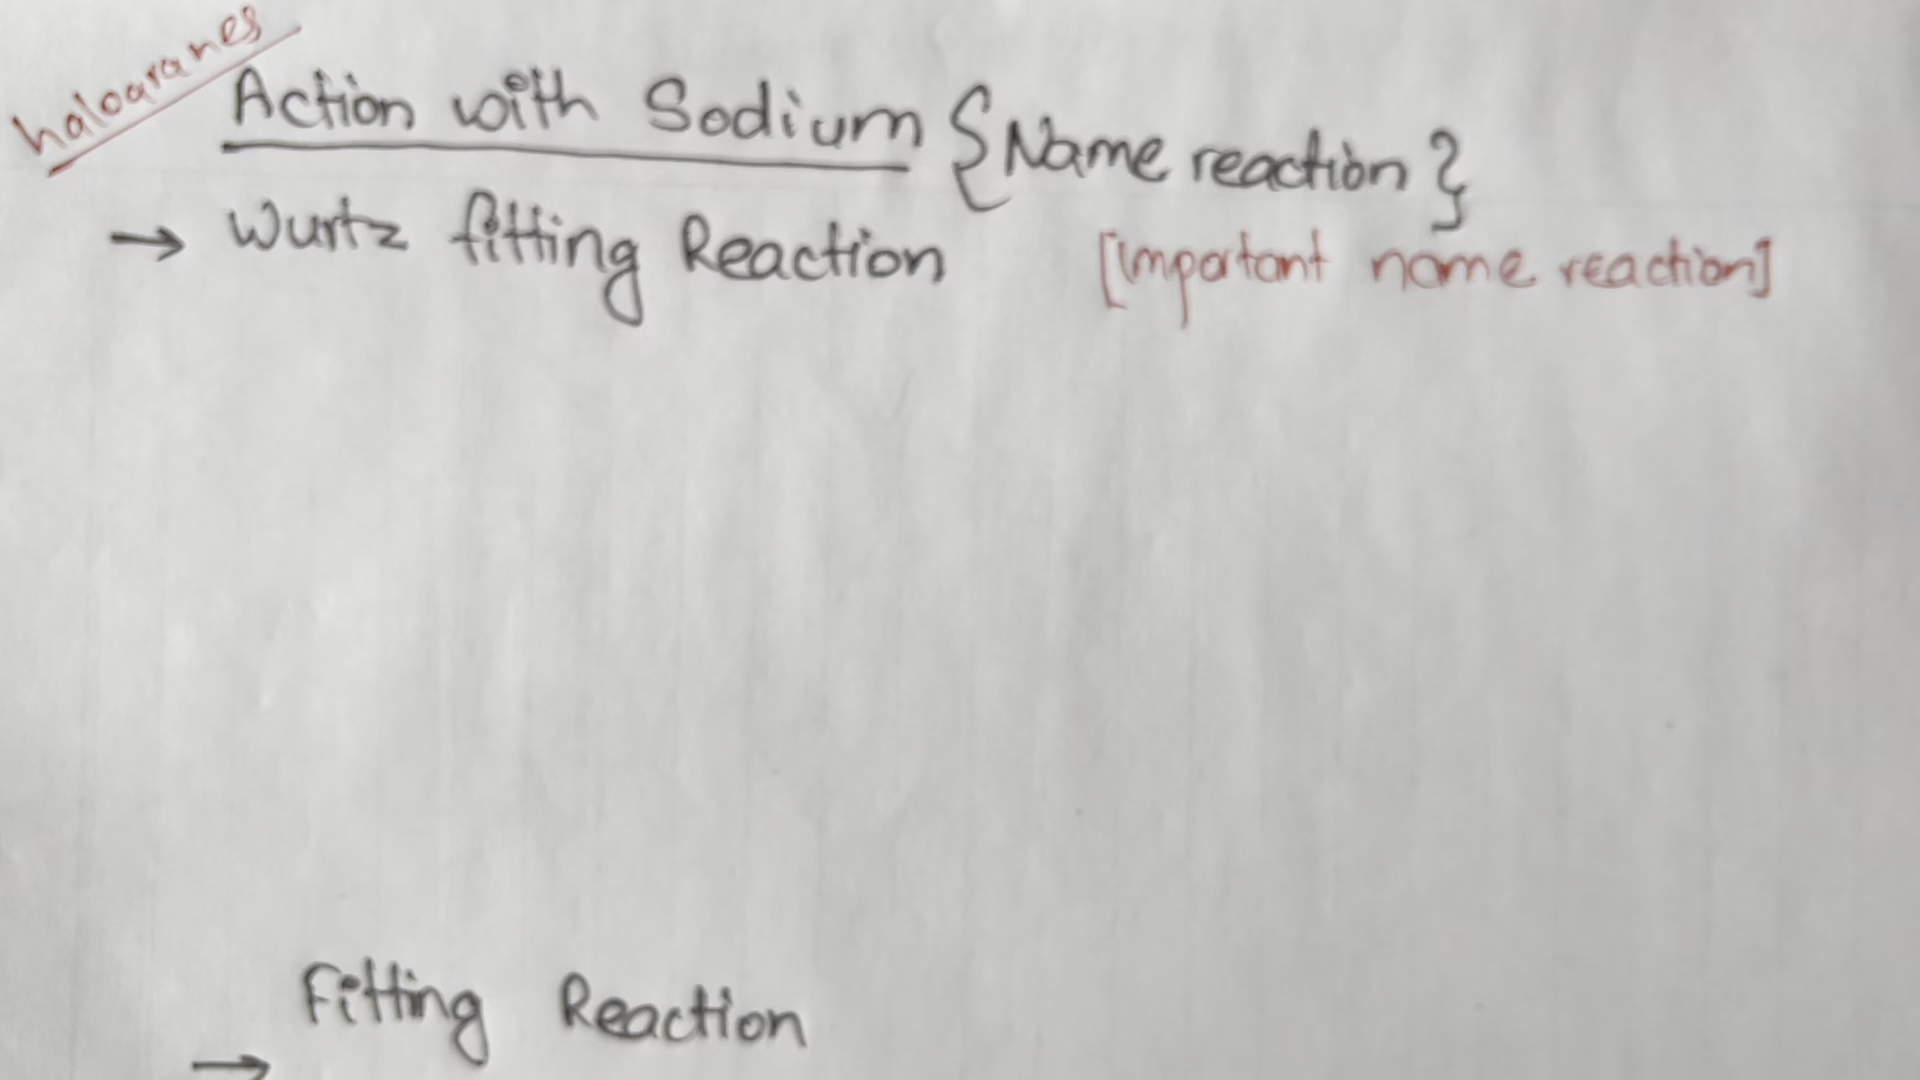 haloaranes
Action with Sodium {Name reaction}
→ Wurtz fitting Reaction [Important name reaction]
Fitting Reaction
→